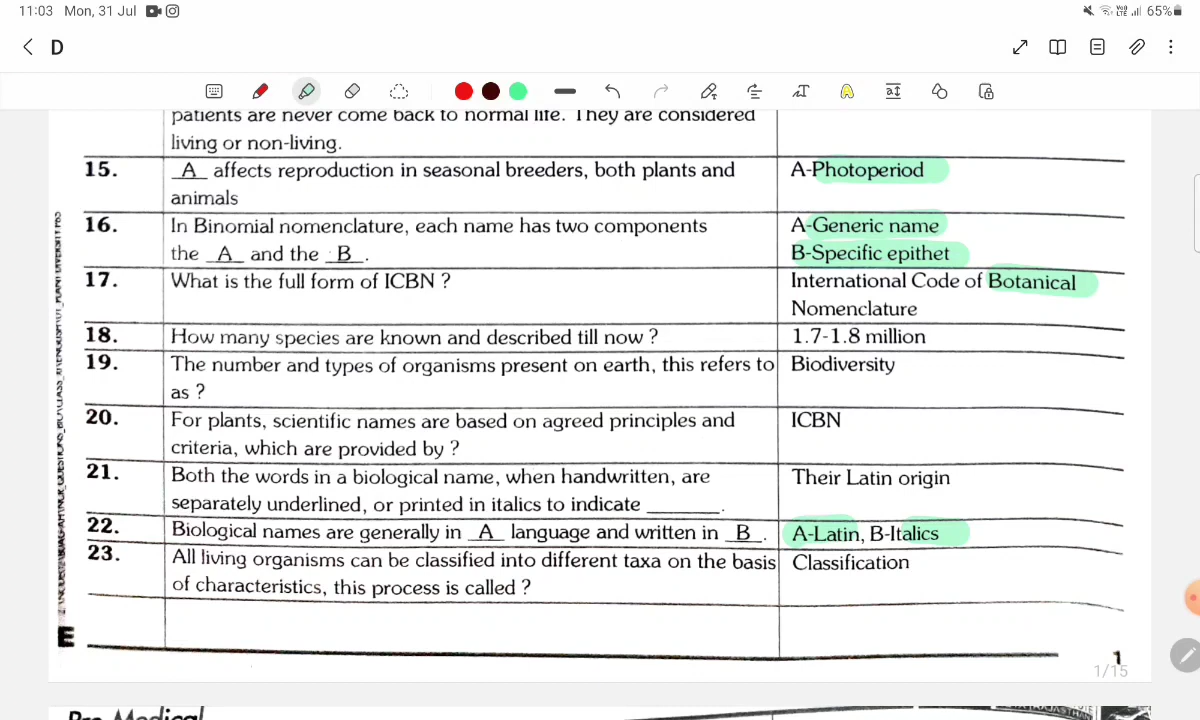 11:03 Mon, 31 Jul
65%
D
patients are never come back to normal life. They are considered
living or non-living.
15. A affects reproduction in seasonal breeders, both plants and A-Photoperiod
animals
16. In Binomial nomenclature, each name has two components A-Generic name
the A and the B. B-Specific epithet
17. What is the full form of ICBN ? International Code of Botanical
Nomenclature
18. How many species are known and described till now ? 1.7-1.8 million
19. The number and types of organisms present on earth, this refers to Biodiversity
as ?
20. For plants, scientific names are based on agreed principles and ICBN
criteria, which are provided by ?
21. Both the words in a biological name, when handwritten, are Their Latin origin
separately underlined, or printed in italics to indicate ________.
22. Biological names are generally in A language and written in B. A-Latin, B-Italics
23. All living organisms can be classified into different taxa on the basis Classification
of characteristics, this process is called ?
E
1
1/15
Pre-Medical